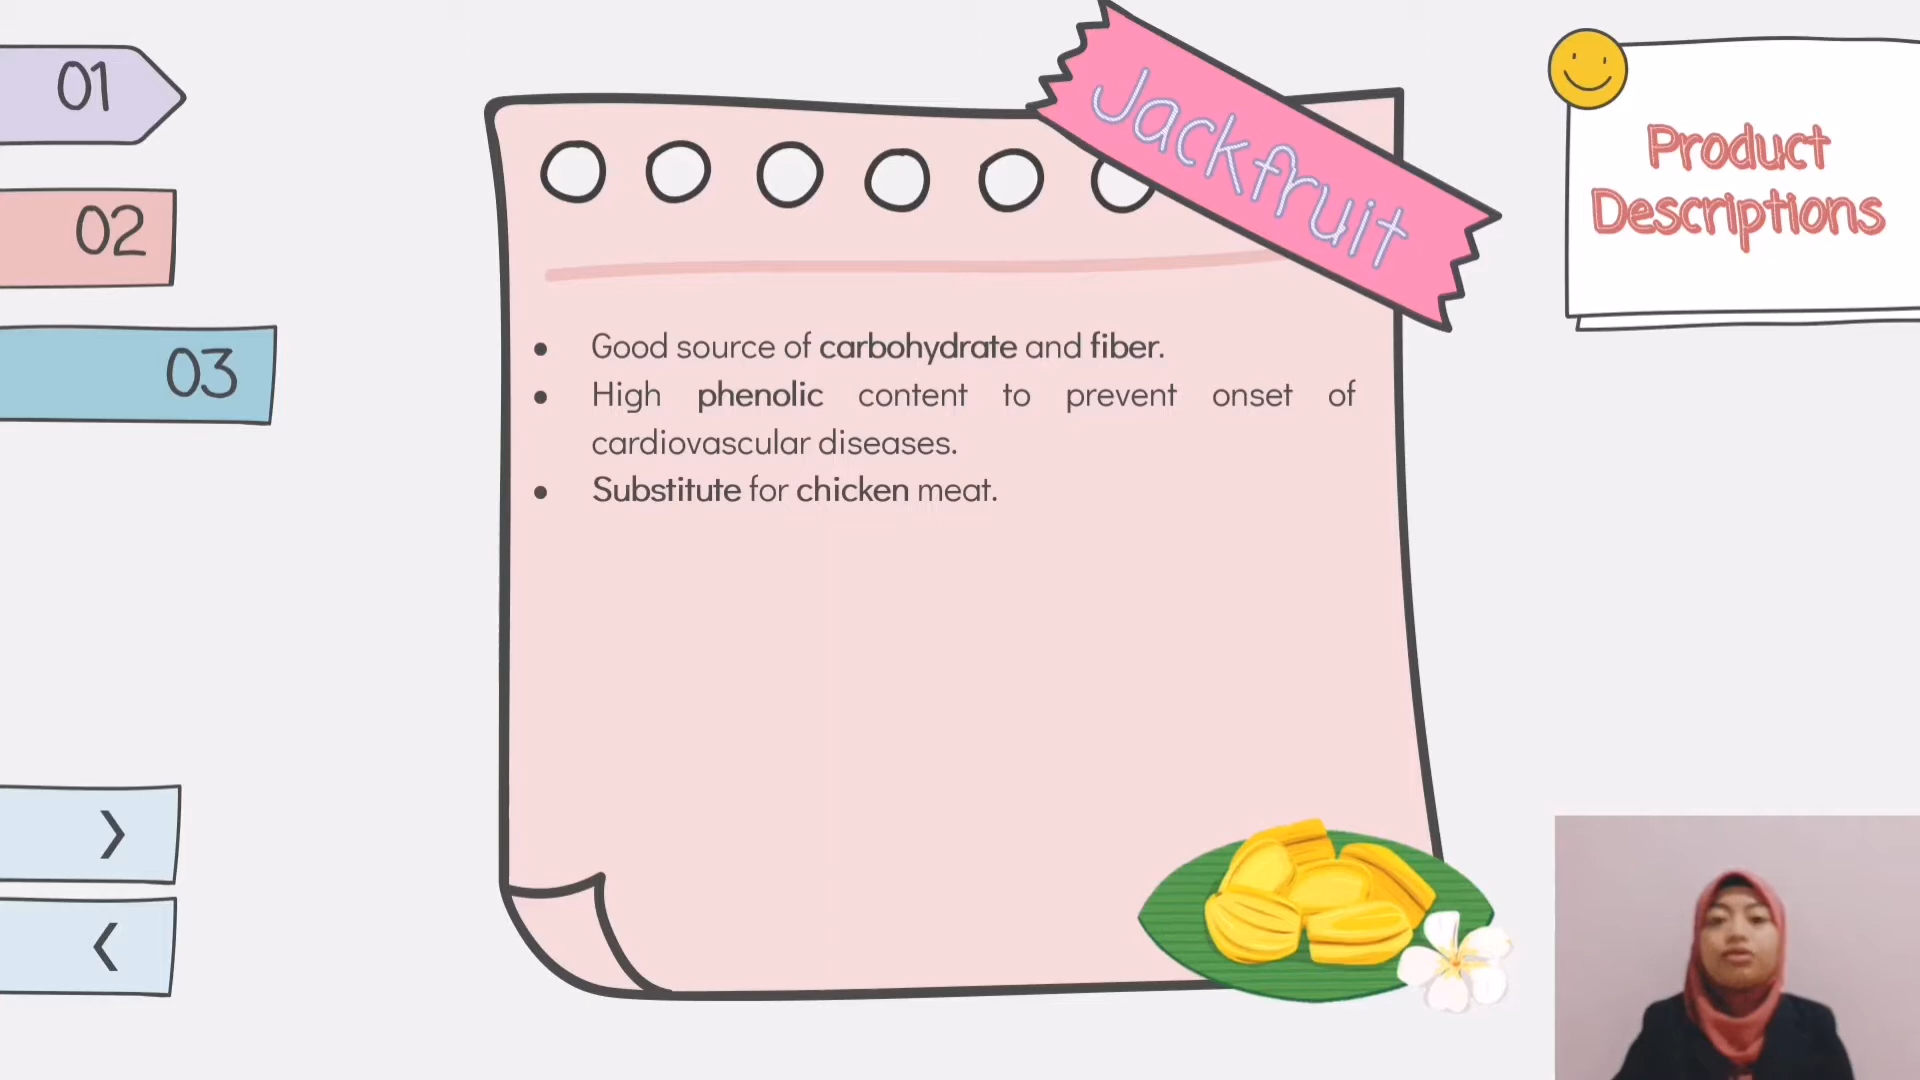 01
02
03
Jackfruit
Product
Descriptions
● Good source of carbohydrate and fiber.
● High phenolic content to prevent onset of
cardiovascular diseases.
● Substitute for chicken meat.